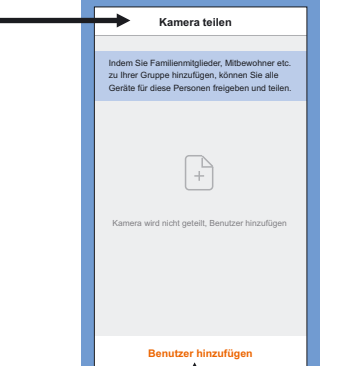 Kamera teilen
Indem Sie Familienmitglieder, Mitbewohner etc.
zu Ihrer Gruppe hinzufügen, können Sie alle
Geräte für diese Personen freigeben und teilen.
Kamera wird nicht geteilt, Benutzer hinzufügen
Benutzer hinzufügen